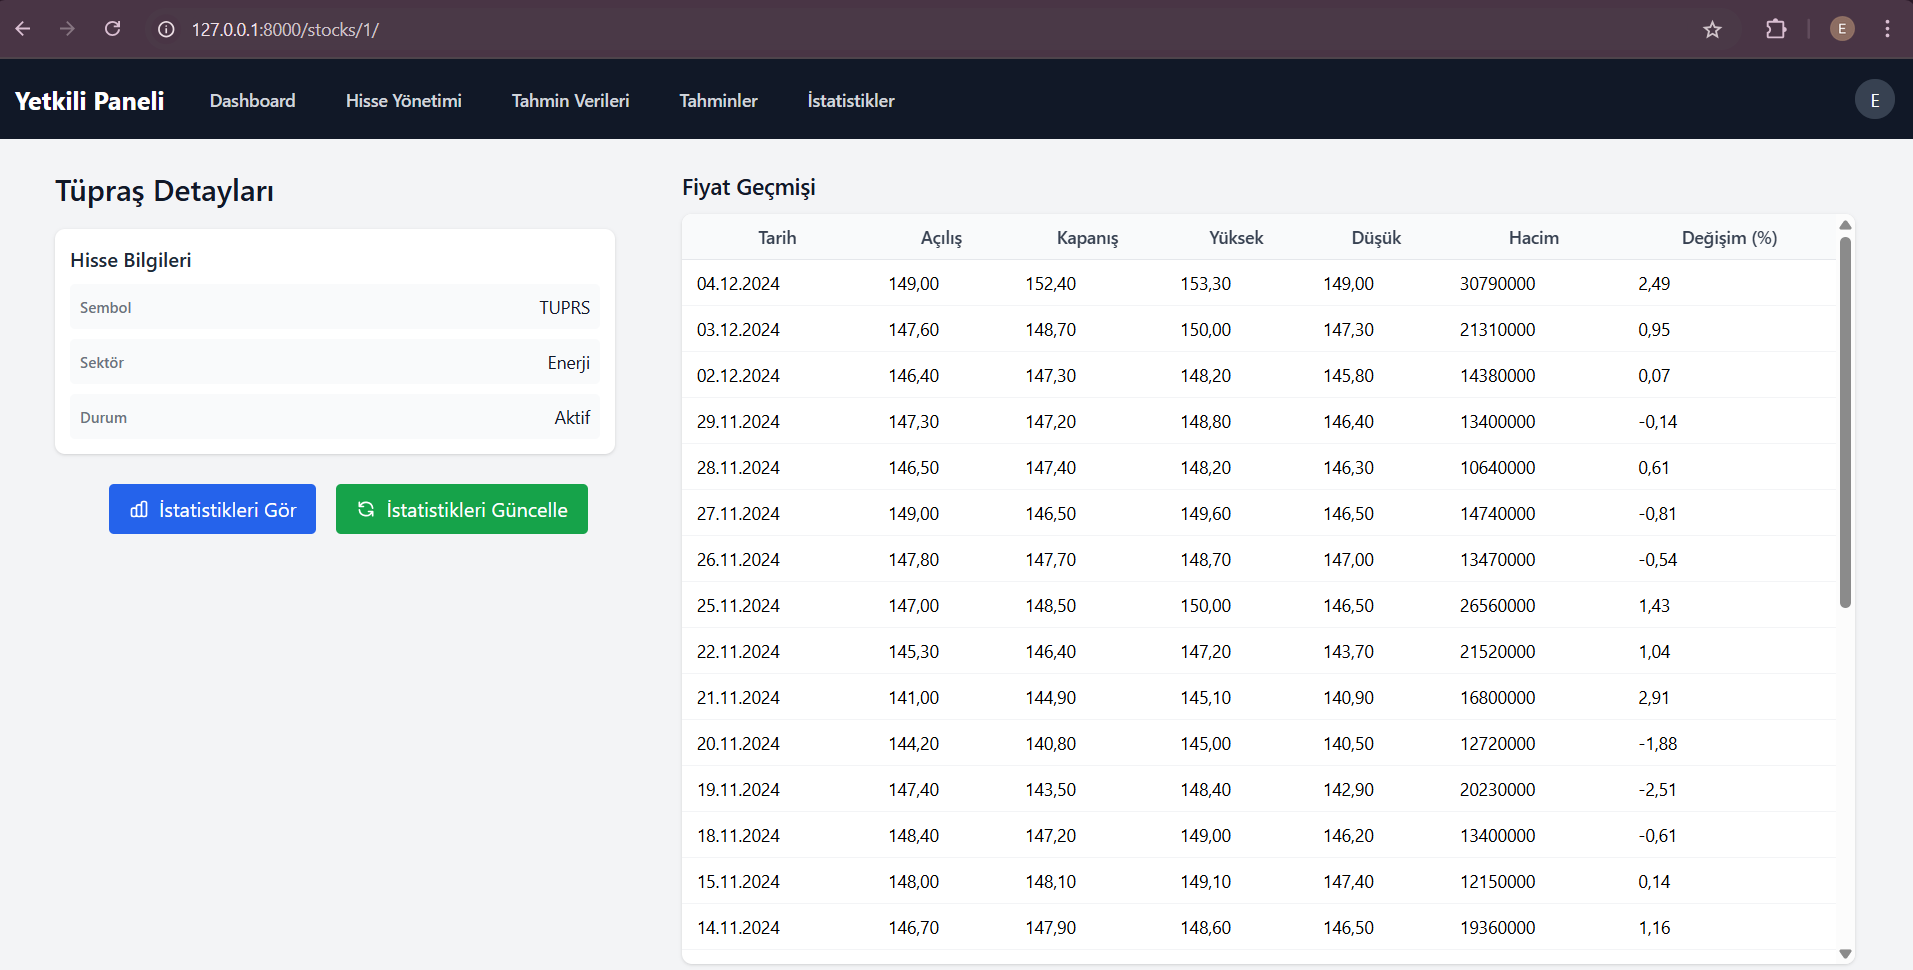 127.0.0.1:8000/stocks/1/
E
Yetkili Paneli Dashboard Hisse Yönetimi Tahmin Verileri Tahminler İstatistikler E
Tüpraş Detayları
Hisse Bilgileri
Sembol TUPRS
Sektör Enerji
Durum Aktif
İstatistikleri Gör İstatistikleri Güncelle
Fiyat Geçmişi
Tarih Açılış Kapanış Yüksek Düşük Hacim Değişim (%)
04.12.2024 149,00 152,40 153,30 149,00 30790000 2,49
03.12.2024 147,60 148,70 150,00 147,30 21310000 0,95
02.12.2024 146,40 147,30 148,20 145,80 14380000 0,07
29.11.2024 147,30 147,20 148,80 146,40 13400000 -0,14
28.11.2024 146,50 147,40 148,20 146,30 10640000 0,61
27.11.2024 149,00 146,50 149,60 146,50 14740000 -0,81
26.11.2024 147,80 147,70 148,70 147,00 13470000 -0,54
25.11.2024 147,00 148,50 150,00 146,50 26560000 1,43
22.11.2024 145,30 146,40 147,20 143,70 21520000 1,04
21.11.2024 141,00 144,90 145,10 140,90 16800000 2,91
20.11.2024 144,20 140,80 145,00 140,50 12720000 -1,88
19.11.2024 147,40 143,50 148,40 142,90 20230000 -2,51
18.11.2024 148,40 147,20 149,00 146,20 13400000 -0,61
15.11.2024 148,00 148,10 149,10 147,40 12150000 0,14
14.11.2024 146,70 147,90 148,60 146,50 19360000 1,16